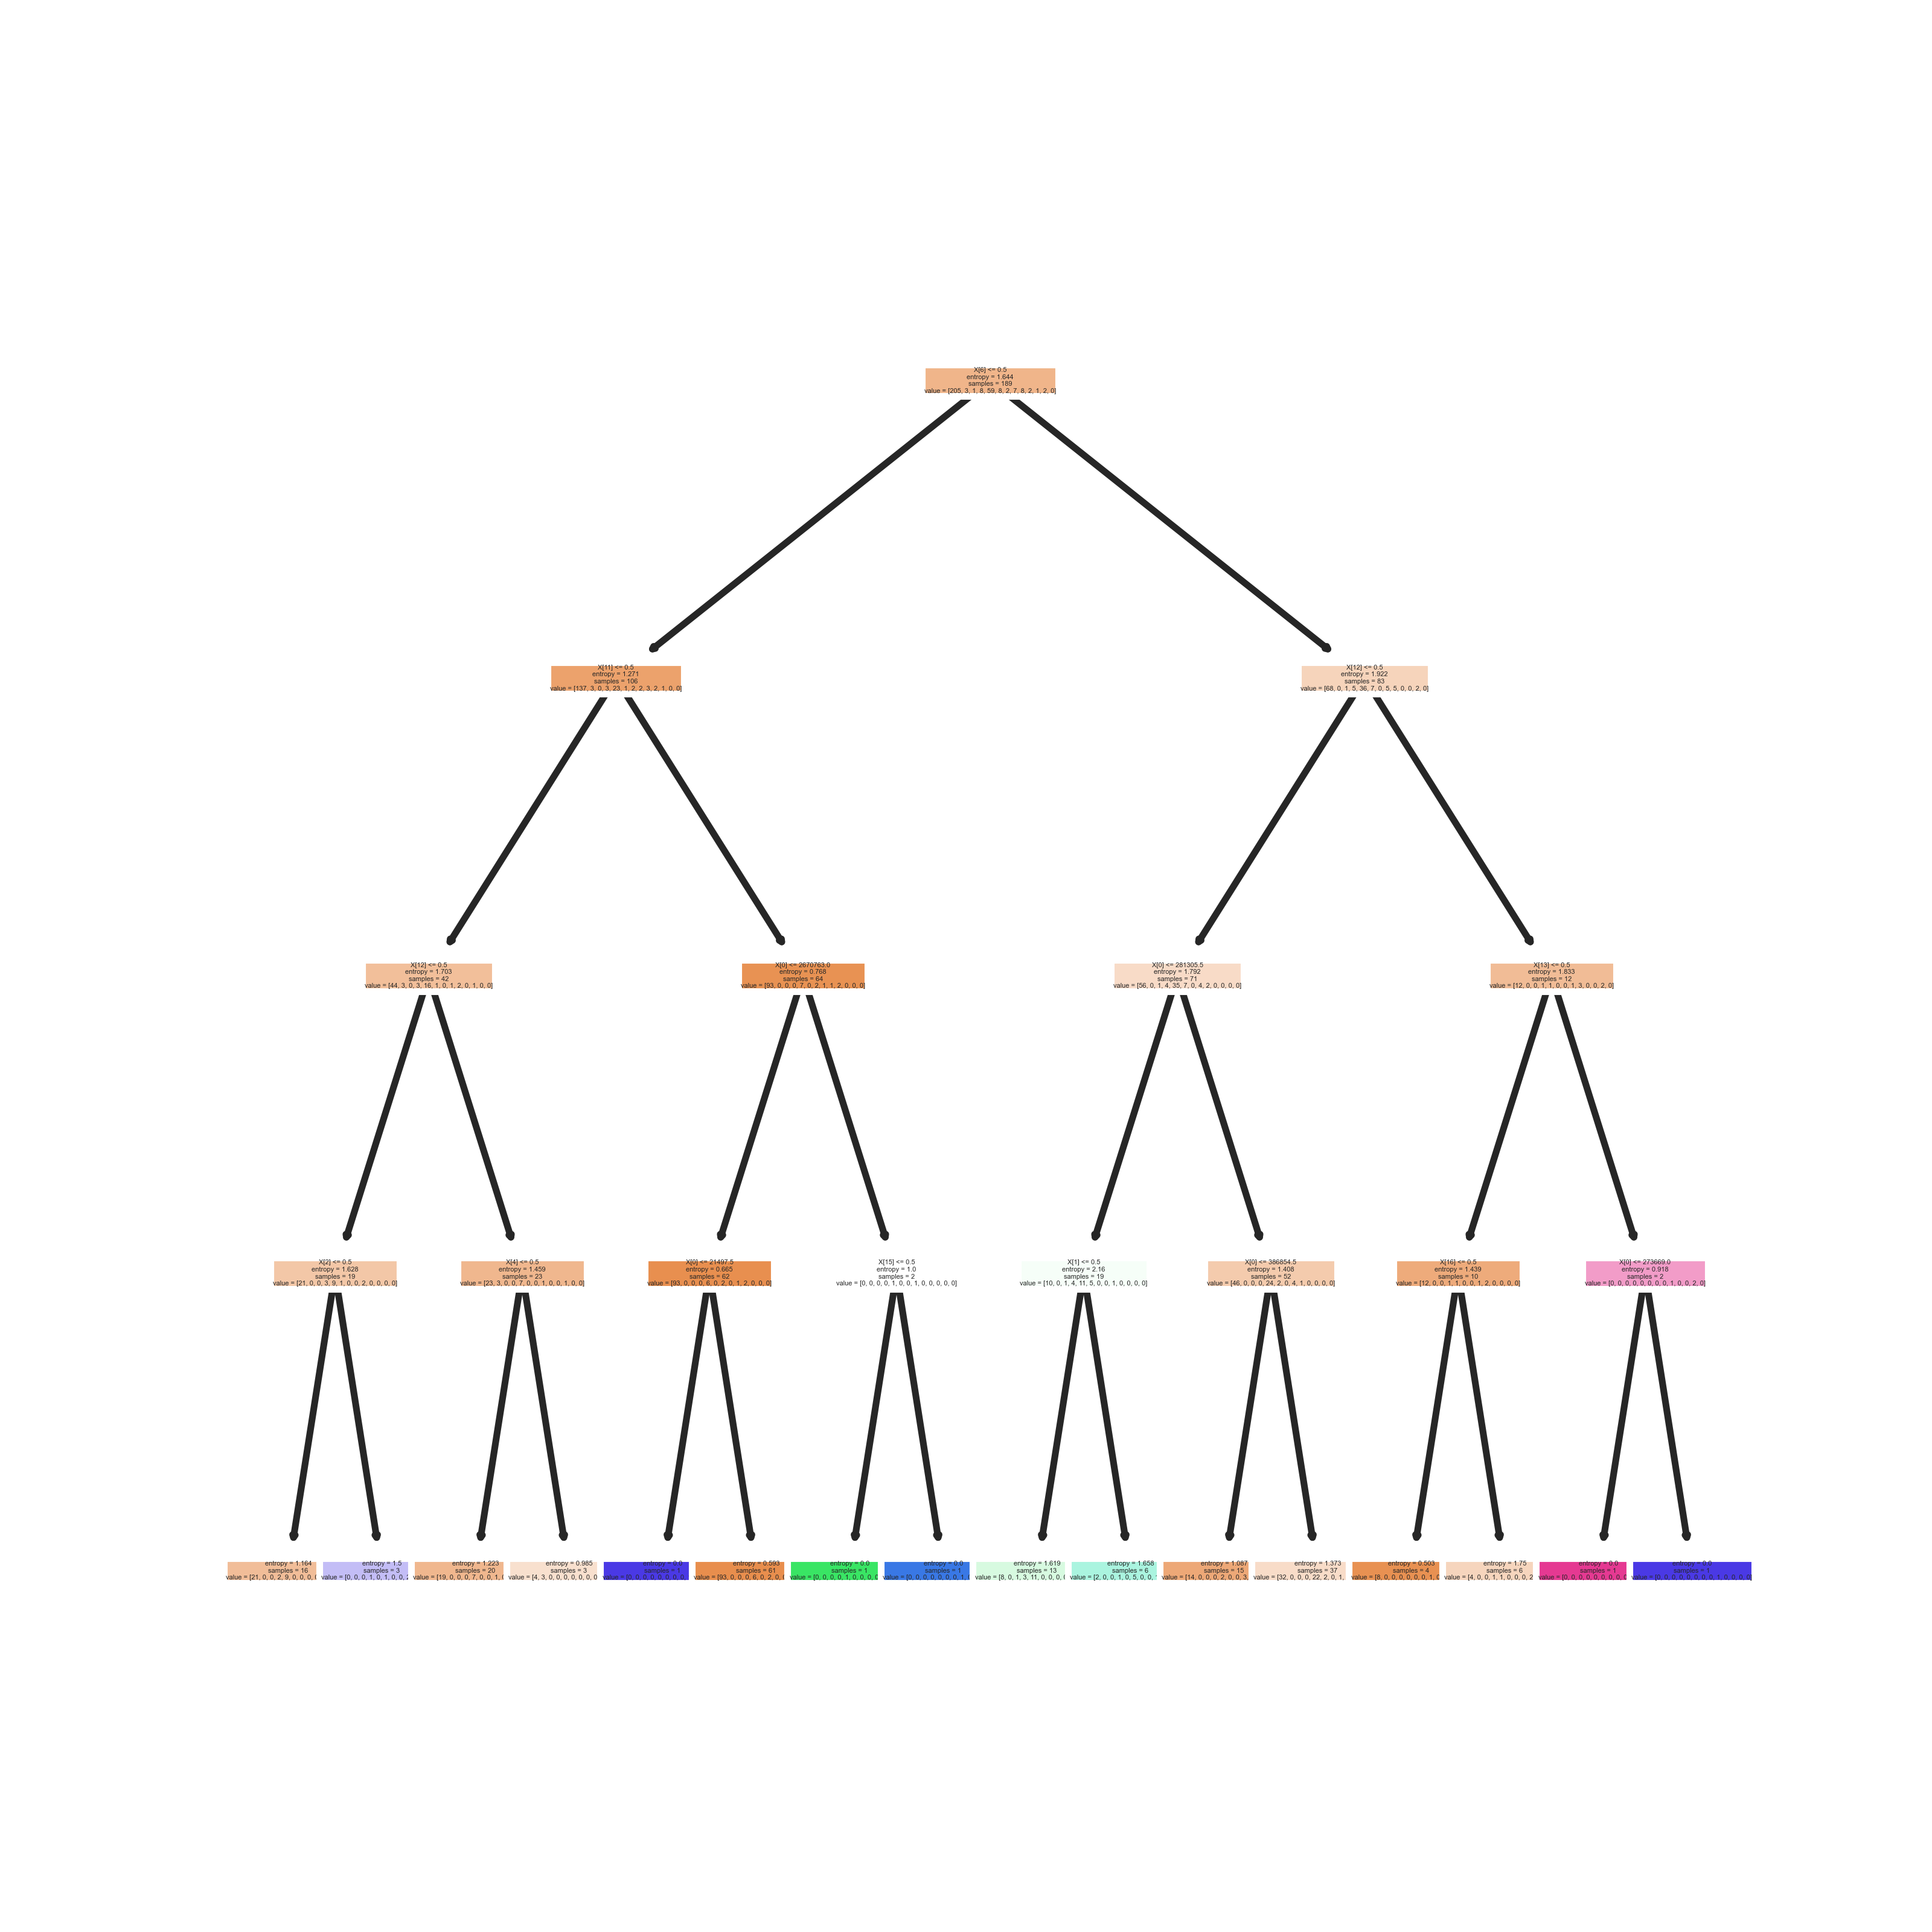 X[6] <= 0.5
entropy = 1.644
samples = 189
value = [205, 3, 1, 8, 59, 8, 2, 7, 8, 2, 1, 2, 0]
X[11] <= 0.5
entropy = 1.271
samples = 106
value = [137, 3, 0, 3, 23, 1, 2, 2, 3, 2, 1, 0, 0]
X[12] <= 0.5
entropy = 1.922
samples = 83
value = [68, 0, 1, 5, 36, 7, 0, 5, 5, 0, 0, 2, 0]
X[12] <= 0.5
entropy = 1.703
samples = 42
value = [44, 3, 0, 3, 16, 1, 0, 1, 2, 0, 1, 0, 0]
X[0] <= 2670763.0
entropy = 0.768
samples = 64
value = [93, 0, 0, 0, 7, 0, 2, 1, 1, 2, 0, 0, 0]
X[0] <= 281305.5
entropy = 1.792
samples = 71
value = [56, 0, 1, 4, 35, 7, 0, 4, 2, 0, 0, 0, 0]
X[13] <= 0.5
entropy = 1.833
samples = 12
value = [12, 0, 0, 1, 1, 0, 0, 1, 3, 0, 0, 2, 0]
X[2] <= 0.5
entropy = 1.628
samples = 19
value = [21, 0, 0, 3, 9, 1, 0, 0, 2, 0, 0, 0, 0]
X[4] <= 0.5
entropy = 1.459
samples = 23
value = [23, 3, 0, 0, 7, 0, 0, 1, 0, 0, 1, 0, 0]
X[0] <= 21497.5
entropy = 0.665
samples = 62
value = [93, 0, 0, 0, 6, 0, 2, 0, 1, 2, 0, 0, 0]
X[15] <= 0.5
entropy = 1.0
samples = 2
value = [0, 0, 0, 0, 1, 0, 0, 1, 0, 0, 0, 0, 0]
X[1] <= 0.5
entropy = 2.16
samples = 19
value = [10, 0, 1, 4, 11, 5, 0, 0, 1, 0, 0, 0, 0]
X[0] <= 386854.5
entropy = 1.408
samples = 52
value = [46, 0, 0, 0, 24, 2, 0, 4, 1, 0, 0, 0, 0]
X[16] <= 0.5
entropy = 1.439
samples = 10
value = [12, 0, 0, 1, 1, 0, 0, 1, 2, 0, 0, 0, 0]
X[0] <= 273669.0
entropy = 0.918
samples = 2
value = [0, 0, 0, 0, 0, 0, 0, 0, 1, 0, 0, 2, 0]
entropy = 1.164
samples = 16
value = [21, 0, 0, 2, 9, 0, 0, 0, 
entropy = 1.5
samples = 3
value = [0, 0, 0, 1, 0, 1, 0, 0, 
entropy = 1.223
samples = 20
value = [19, 0, 0, 0, 7, 0, 0, 1, 
entropy = 0.985
samples = 3
value = [4, 3, 0, 0, 0, 0, 0, 0, 0
entropy = 0.0
samples = 1
value = [0, 0, 0, 0, 0, 0, 0, 0,
entropy = 0.593
samples = 61
value = [93, 0, 0, 0, 6, 0, 2, 0,
entropy = 0.0
samples = 1
value = [0, 0, 0, 0, 1, 0, 0, 0, 0
entropy = 0.0
samples = 1
value = [0, 0, 0, 0, 0, 0, 0, 1,
entropy = 1.619
samples = 13
value = [8, 0, 1, 3, 11, 0, 0, 0,
entropy = 1.658
samples = 6
value = [2, 0, 0, 1, 0, 5, 0, 0,
entropy = 1.087
samples = 15
value = [14, 0, 0, 0, 2, 0, 0, 3,
entropy = 1.373
samples = 37
value = [32, 0, 0, 0, 22, 2, 0, 1,
entropy = 0.503
samples = 4
value = [8, 0, 0, 0, 0, 0, 0, 1, 0
entropy = 1.75
samples = 6
value = [4, 0, 0, 1, 1, 0, 0, 0, 2
entropy = 0.0
samples = 1
value = [0, 0, 0, 0, 0, 0, 0, 0,
entropy = 0.0
samples = 1
value = [0, 0, 0, 0, 0, 0, 0, 0, 1, 0, 0, 0, 0]